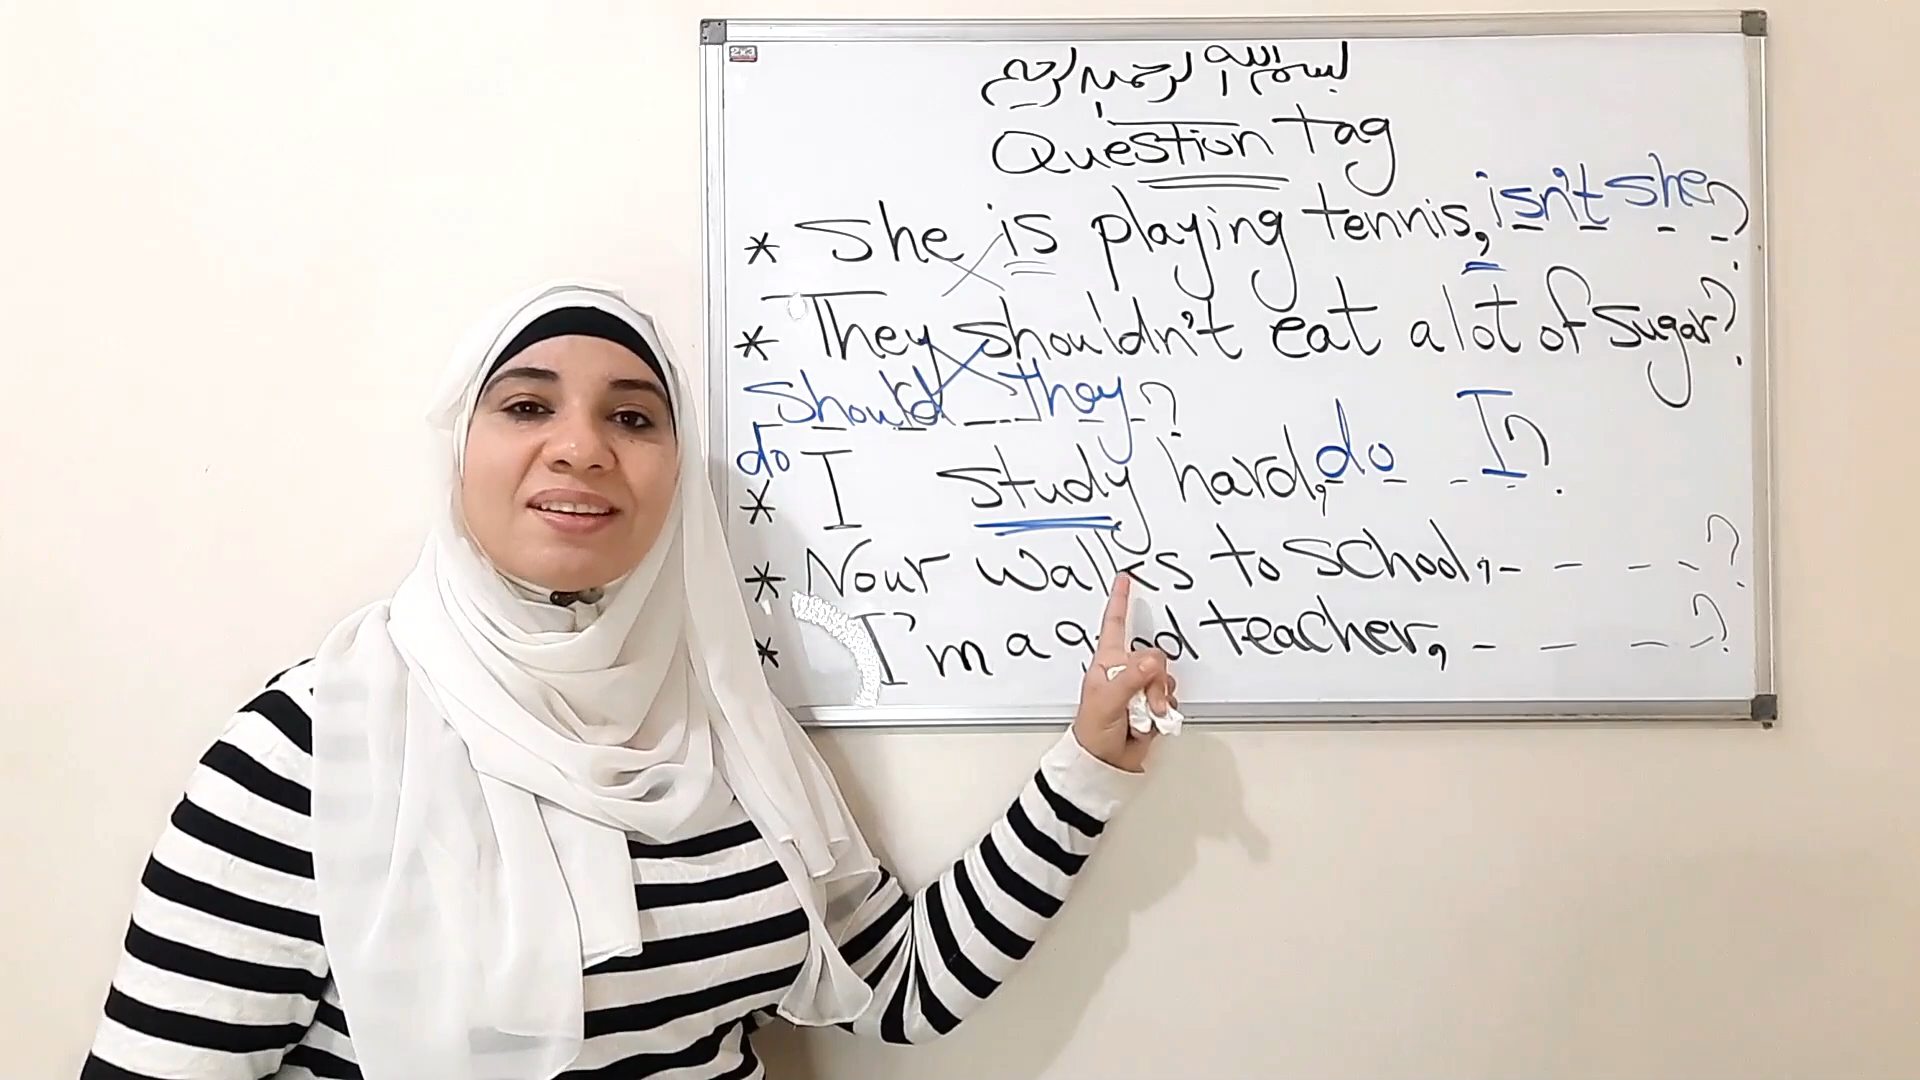 2x3
بسم الله الرحمن الرحيم
Question tag
* She is playing tennis, isn't she?
* They shouldn't eat a lot of sugar?
should they?
do
* I study hard, do I?
* Nour walks to school, - - - -?
* I'm a good teacher, - - - -?